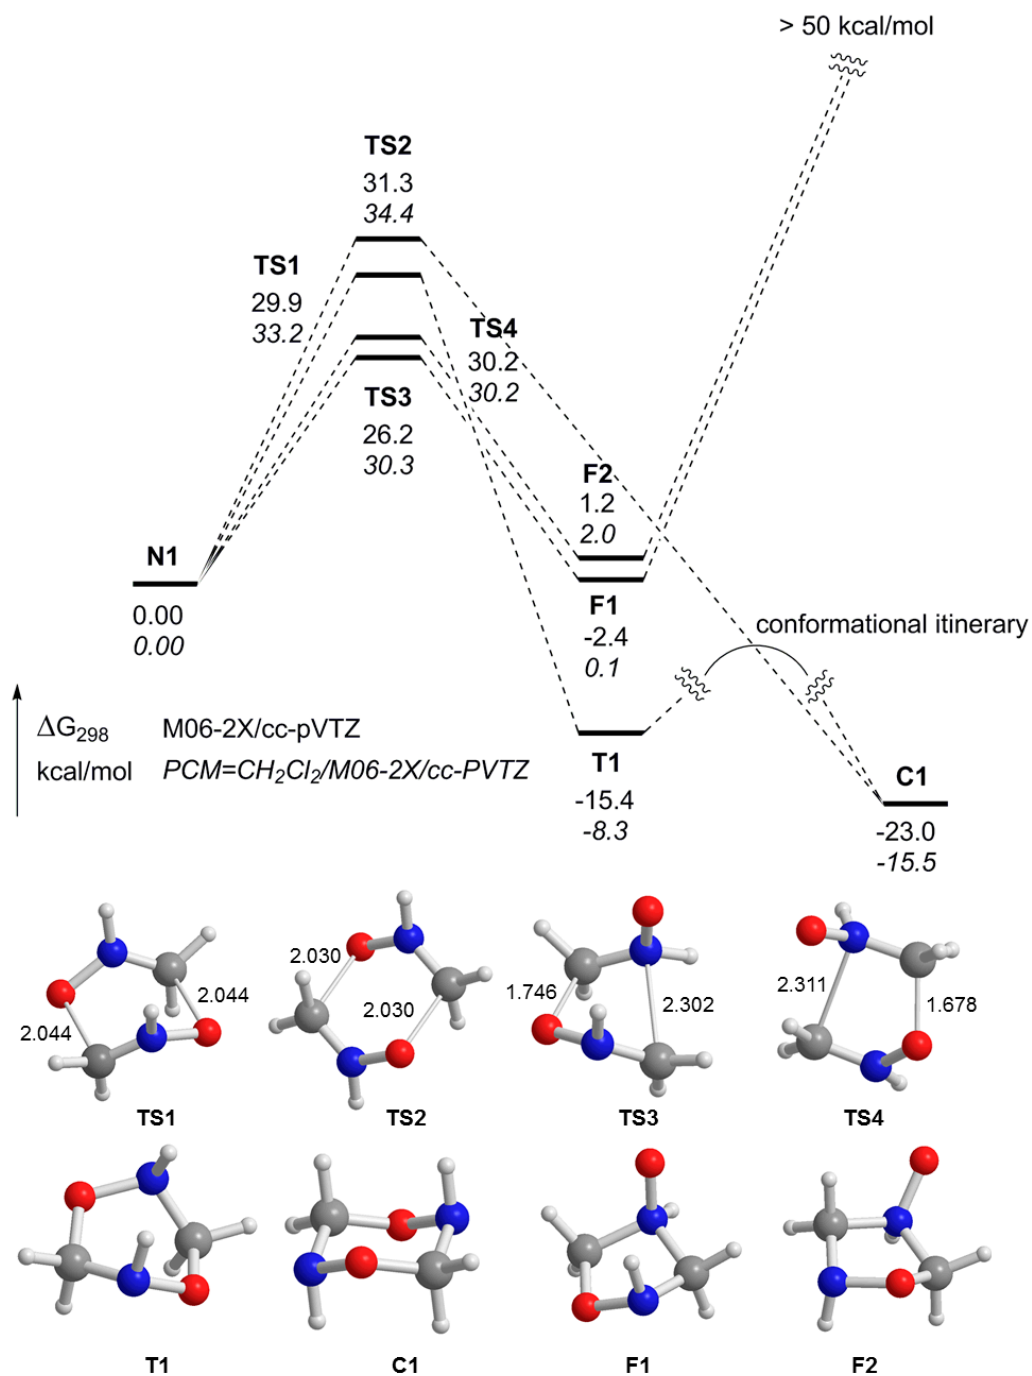 > 50 kcal/mol
TS2
31.3
34.4
TS1
29.9
33.2
TS4
30.2
30.2
TS3
26.2
30.3
F2
1.2
2.0
N1
0.00
0.00
F1
-2.4
0.1
conformational itinerary
ΔG298 M06-2X/cc-pVTZ
kcal/mol PCM=CH2Cl2/M06-2X/cc-PVTZ
T1
-15.4
-8.3
C1
-23.0
-15.5
2.044
2.044
TS1
2.030
2.030
TS2
1.746
2.302
TS3
2.311
1.678
TS4
T1
C1
F1
F2